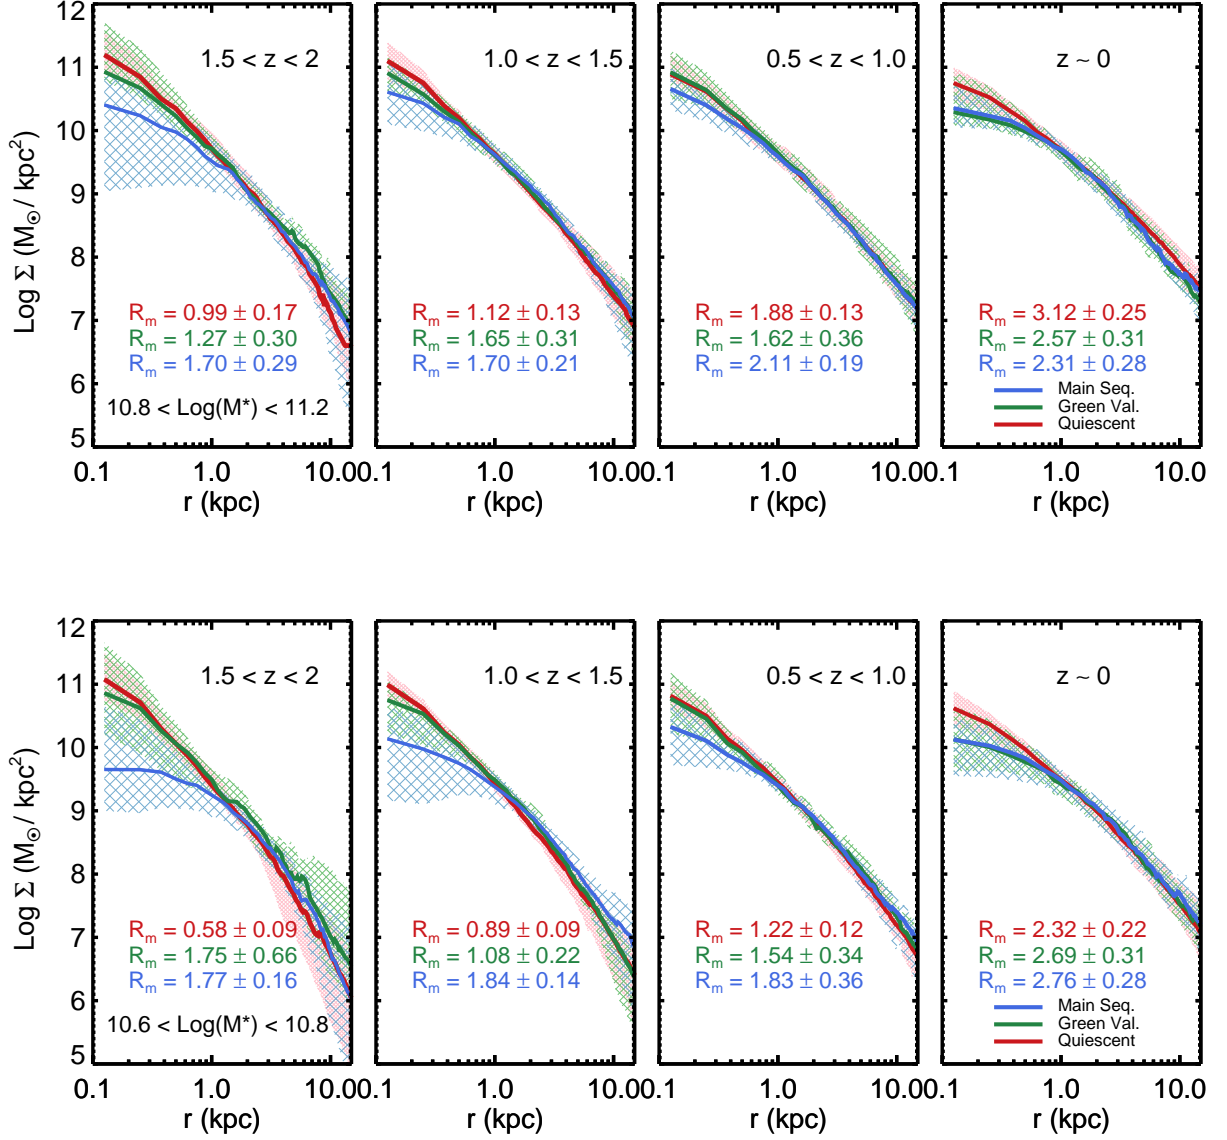 12
11
10
9
8
7
6
5
Log Σ (M⊙/ kpc²)
1.5 < z < 2
Rm = 0.99 ± 0.17
Rm = 1.27 ± 0.30
Rm = 1.70 ± 0.29
10.8 < Log(M*) < 11.2
0.1 1.0 10.0
r (kpc)
1.0 < z < 1.5
Rm = 1.12 ± 0.13
Rm = 1.65 ± 0.31
Rm = 1.70 ± 0.21
0.1 1.0 10.0
r (kpc)
0.5 < z < 1.0
Rm = 1.88 ± 0.13
Rm = 1.62 ± 0.36
Rm = 2.11 ± 0.19
0.1 1.0 10.0
r (kpc)
z ~ 0
Rm = 3.12 ± 0.25
Rm = 2.57 ± 0.31
Rm = 2.31 ± 0.28
Main Seq.
Green Val.
Quiescent
0.1 1.0 10.0
r (kpc)
12
11
10
9
8
7
6
5
Log Σ (M⊙/ kpc²)
1.5 < z < 2
Rm = 0.58 ± 0.09
Rm = 1.75 ± 0.66
Rm = 1.77 ± 0.16
10.6 < Log(M*) < 10.8
0.1 1.0 10.0
r (kpc)
1.0 < z < 1.5
Rm = 0.89 ± 0.09
Rm = 1.08 ± 0.22
Rm = 1.84 ± 0.14
0.1 1.0 10.0
r (kpc)
0.5 < z < 1.0
Rm = 1.22 ± 0.12
Rm = 1.54 ± 0.34
Rm = 1.83 ± 0.36
0.1 1.0 10.0
r (kpc)
z ~ 0
Rm = 2.32 ± 0.22
Rm = 2.69 ± 0.31
Rm = 2.76 ± 0.28
Main Seq.
Green Val.
Quiescent
0.1 1.0 10.0
r (kpc)